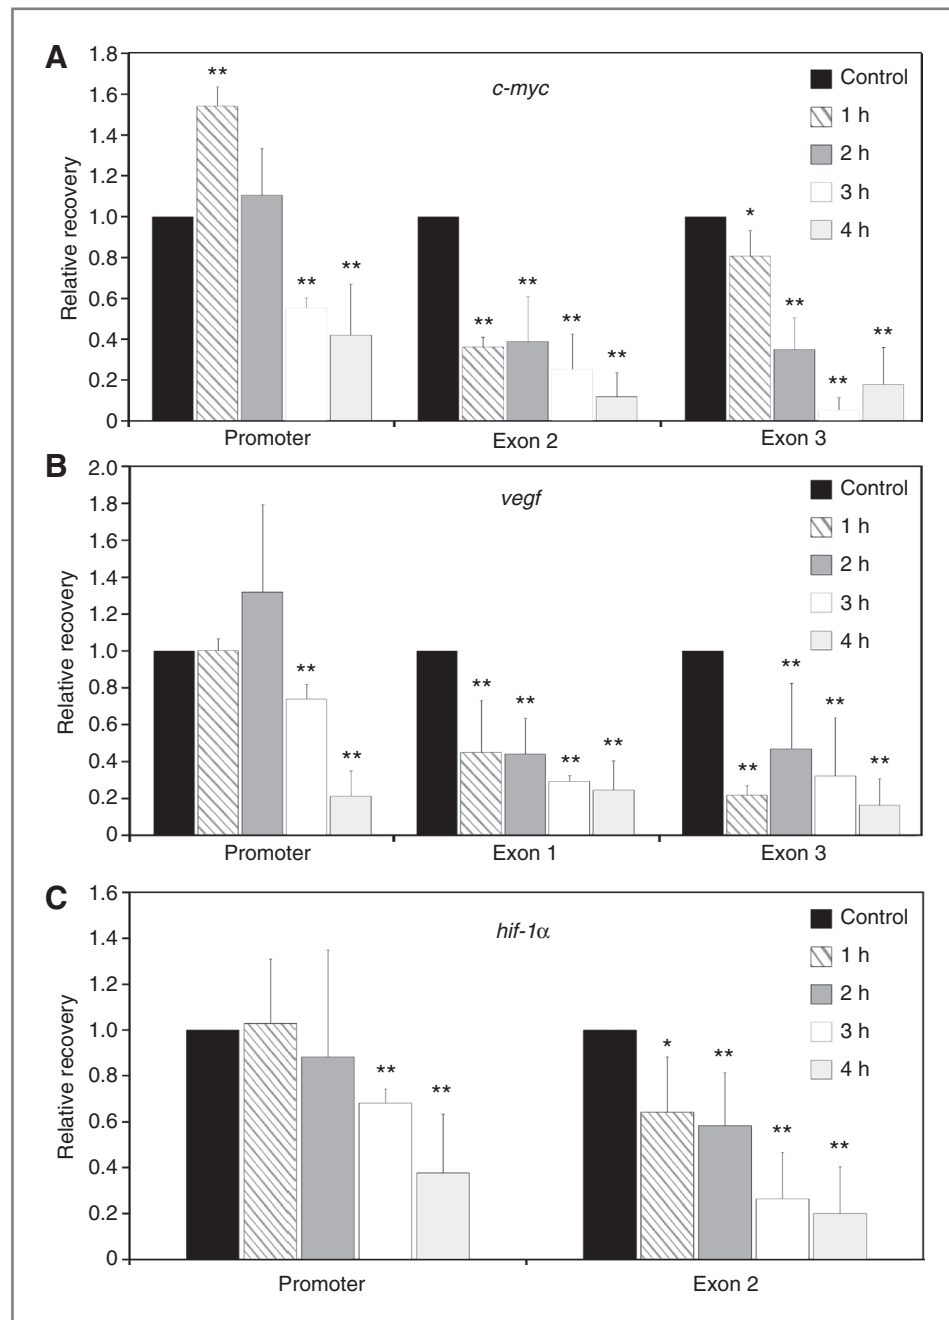 A
1.8
1.6
1.4
1.2
1.0
0.8
0.6
0.4
0.2
0
Relative recovery
c-myc
Control
1 h
2 h
3 h
4 h
**
**
**
**
**
**
**
*
**
**
**
Promoter
Exon 2
Exon 3
B
2.0
1.8
1.6
1.4
1.2
1.0
0.8
0.6
0.4
0.2
0
Relative recovery
vegf
Control
1 h
2 h
3 h
4 h
**
**
**
**
**
**
**
**
**
**
Promoter
Exon 1
Exon 3
C
1.6
1.4
1.2
1.0
0.8
0.6
0.4
0.2
0
Relative recovery
hif-1α
Control
1 h
2 h
3 h
4 h
**
**
*
**
**
**
Promoter
Exon 2